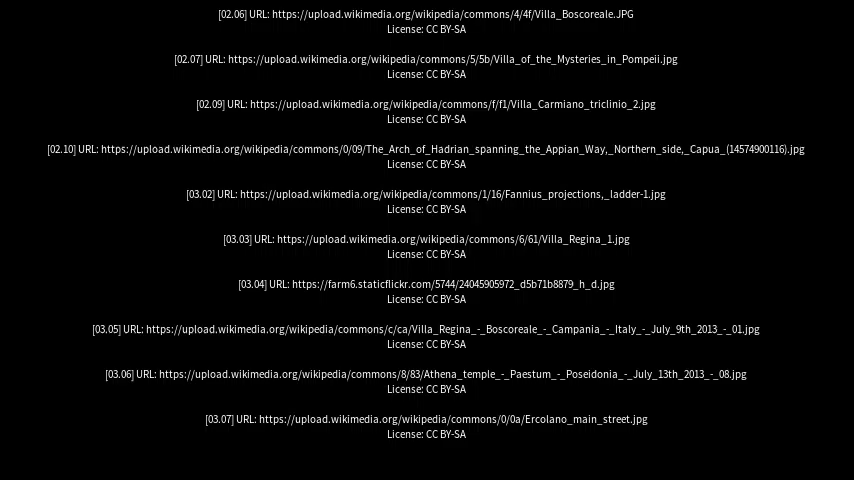 [02.06] URL: https://upload.wikimedia.org/wikipedia/commons/4/4f/Villa_Boscoreale.JPG
License: CC BY-SA
[02.07] URL: https://upload.wikimedia.org/wikipedia/commons/5/5b/Villa_of_the_Mysteries_in_Pompeii.jpg
License: CC BY-SA
[02.09] URL: https://upload.wikimedia.org/wikipedia/commons/f/f1/Villa_Carmiano_triclinio_2.jpg
License: CC BY-SA
[02.10] URL: https://upload.wikimedia.org/wikipedia/commons/0/09/The_Arch_of_Hadrian_spanning_the_Appian_Way,_Northern_side,_Capua_(14574900116).jpg
License: CC BY-SA
[03.02] URL: https://upload.wikimedia.org/wikipedia/commons/1/16/Fannius_projections,_ladder-1.jpg
License: CC BY-SA
[03.03] URL: https://upload.wikimedia.org/wikipedia/commons/6/61/Villa_Regina_1.jpg
License: CC BY-SA
[03.04] URL: https://farm6.staticflickr.com/5744/24045905972_d5b71b8879_h_d.jpg
License: CC BY-SA
[03.05] URL: https://upload.wikimedia.org/wikipedia/commons/c/ca/Villa_Regina_-_Boscoreale_-_Campania_-_Italy_-_July_9th_2013_-_01.jpg
License: CC BY-SA
[03.06] URL: https://upload.wikimedia.org/wikipedia/commons/8/83/Athena_temple_-_Paestum_-_Poseidonia_-_July_13th_2013_-_08.jpg
License: CC BY-SA
[03.07] URL: https://upload.wikimedia.org/wikipedia/commons/0/0a/Ercolano_main_street.jpg
License: CC BY-SA